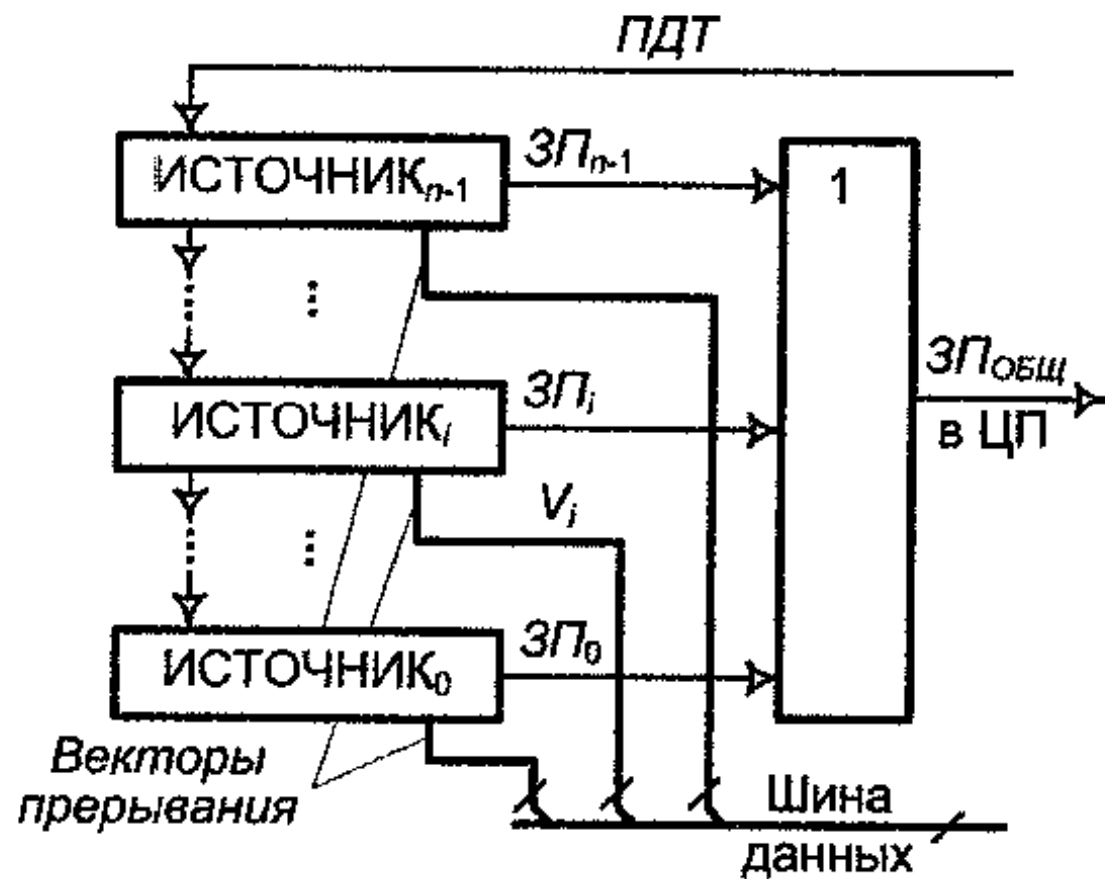 ПДТ
ИСТОЧНИКn-1
ЗПn-1
1
ИСТОЧНИКi
ЗПi
ЗПОБЩ
в ЦП
Vi
ИСТОЧНИК0
ЗП0
Векторы
прерывания
Шина
данных